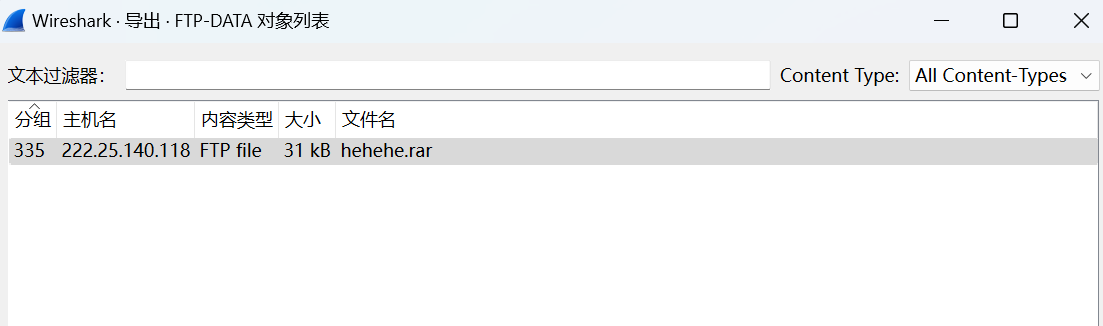 Wireshark · 导出 · FTP-DATA 对象列表
文本过滤器： Content Type: All Content-Types
分组 主机名 内容类型 大小 文件名
335 222.25.140.118 FTP file 31 kB hehehe.rar